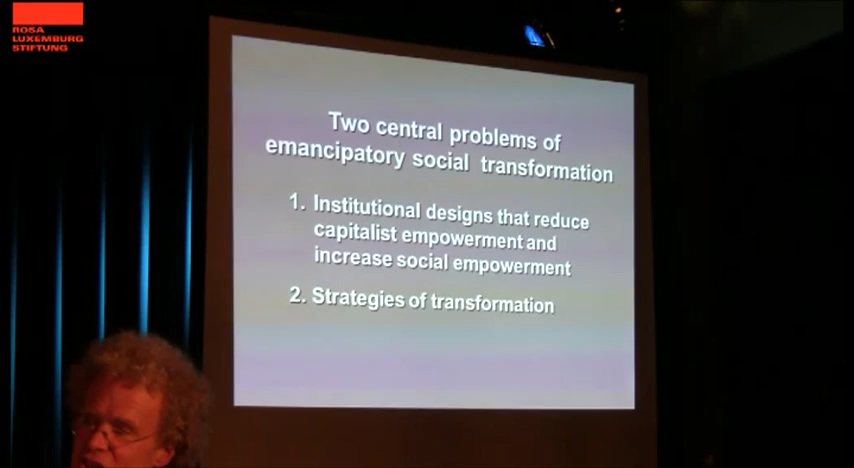 ROSA
LUXEMBURG
STIFTUNG
Two central problems of
emancipatory social transformation
1. Institutional designs that reduce
capitalist empowerment and
increase social empowerment
2. Strategies of transformation